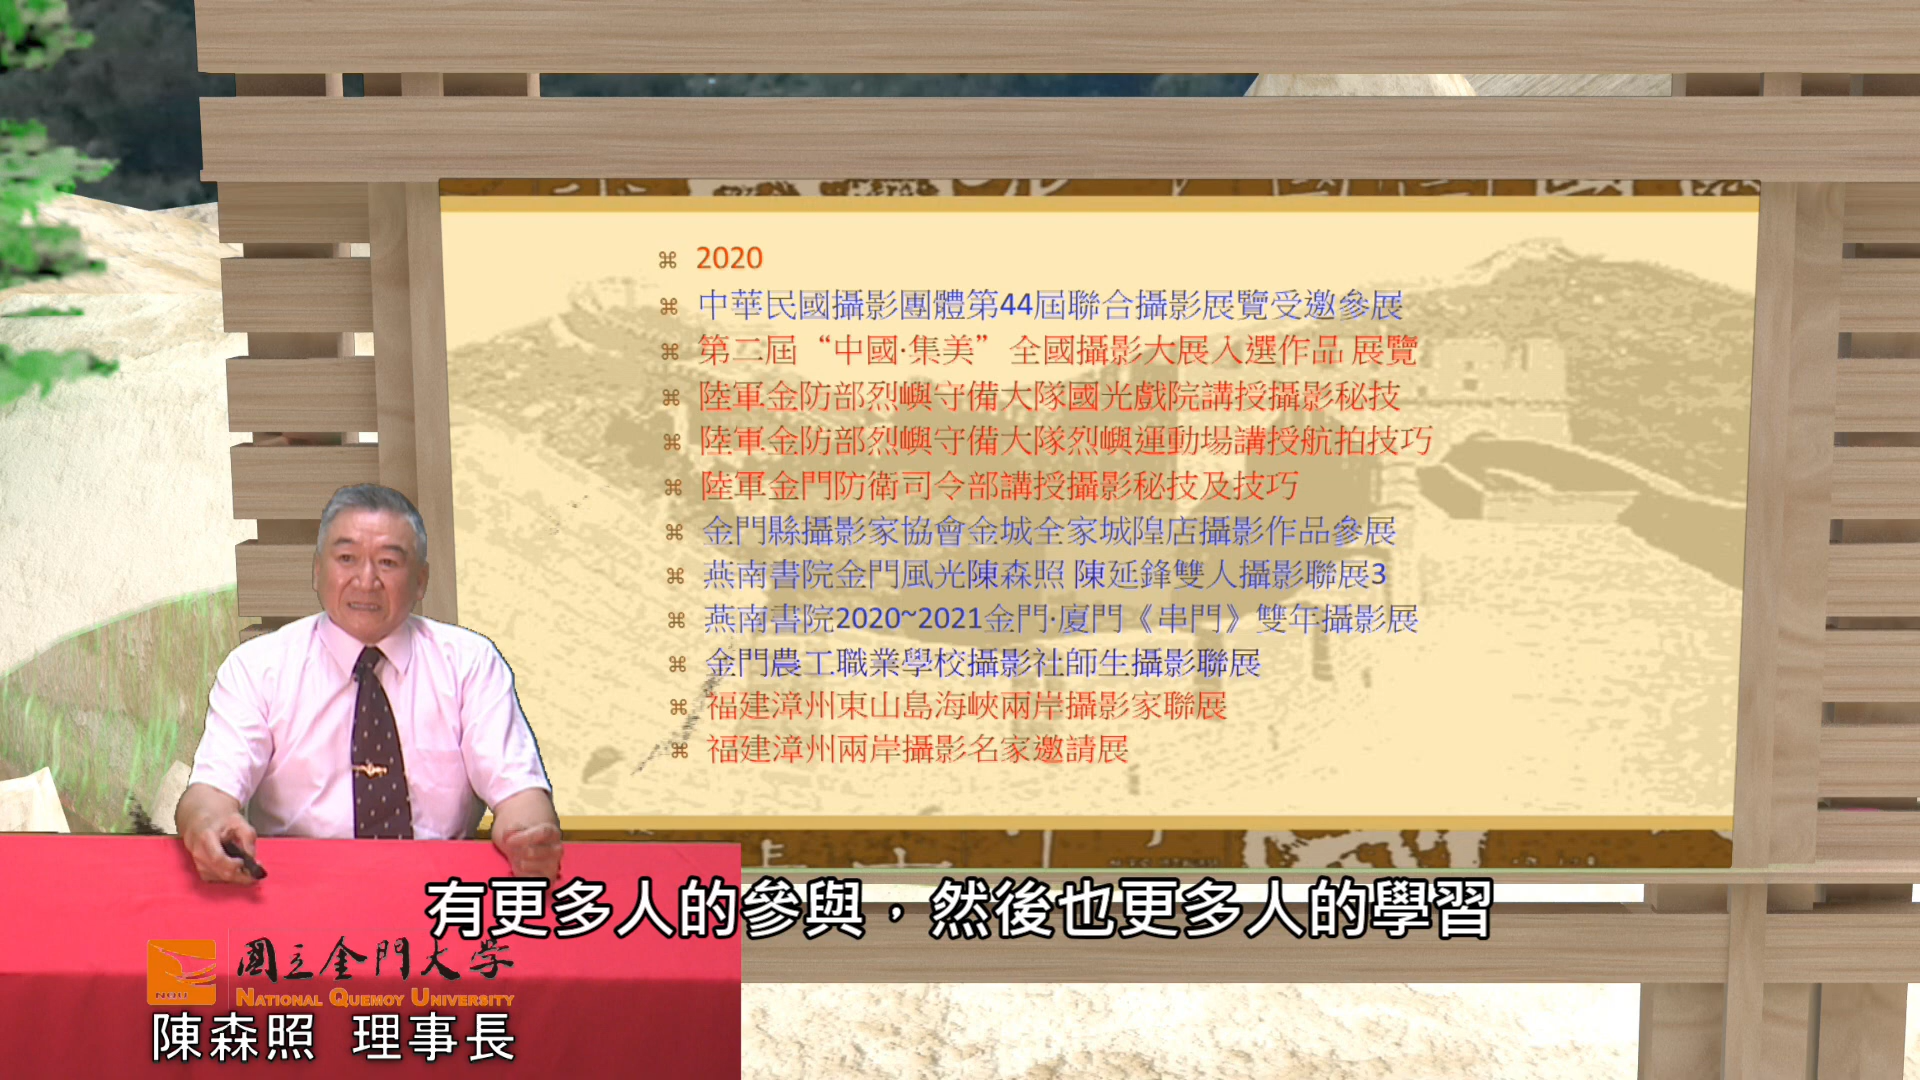 ⌘ 2020
⌘ 中華民國攝影團體第44屆聯合攝影展覽受邀參展
⌘ 第二屆“中國·集美”全國攝影大展入選作品 展覽
⌘ 陸軍金防部烈嶼守備大隊國光戲院講授攝影秘技
⌘ 陸軍金防部烈嶼守備大隊烈嶼運動場講授航拍技巧
⌘ 陸軍金門防衛司令部講授攝影秘技及技巧
⌘ 金門縣攝影家協會金城全家城隍店攝影作品參展
⌘ 燕南書院金門風光陳森照 陳延鋒雙人攝影聯展3
⌘ 燕南書院2020~2021金門·廈門《串門》雙年攝影展
⌘ 金門農工職業學校攝影社師生攝影聯展
⌘ 福建漳州東山島海峽兩岸攝影家聯展
⌘ 福建漳州兩岸攝影名家邀請展
有更多人的參與，然後也更多人的學習
NQU
國立金門大学
NATIONAL QUEMOY UNIVERSITY
陳森照 理事長